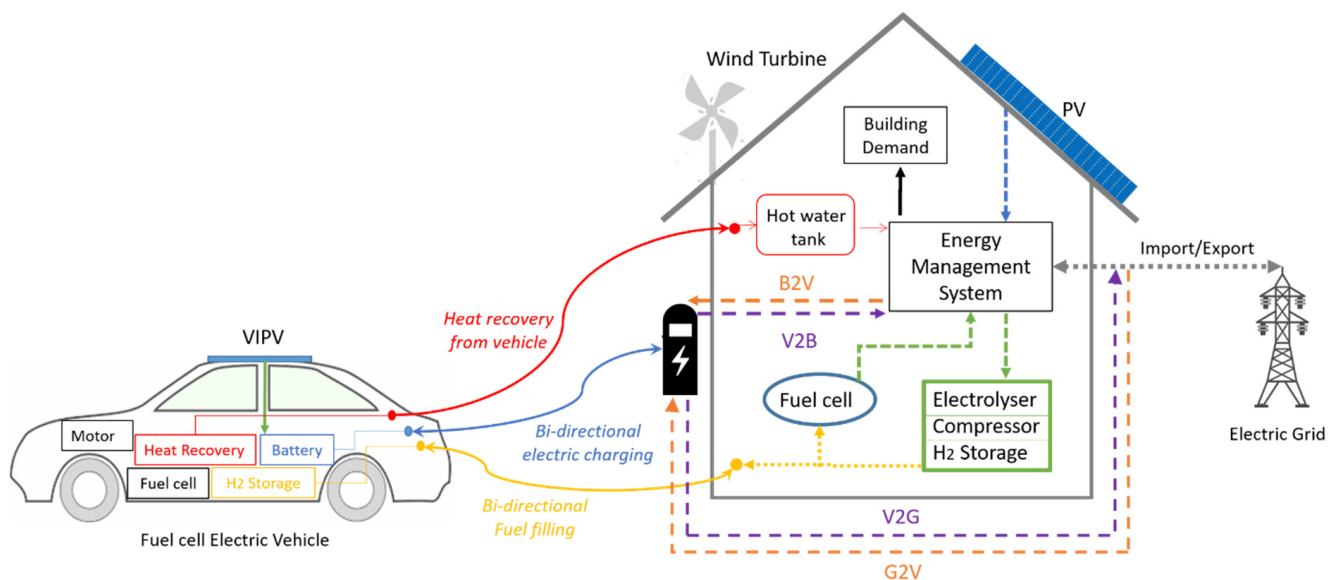 Wind Turbine
PV
Building
Demand
Hot water
tank
Energy
Management
System
Import/Export
B2V
V2B
Heat recovery
from vehicle
VIPV
Fuel cell
Electrolyser
Compressor
H2 Storage
Electric Grid
Motor
Heat Recovery
Battery
Fuel cell
H2 Storage
Bi-directional
electric charging
Bi-directional
Fuel filling
V2G
G2V
Fuel cell Electric Vehicle